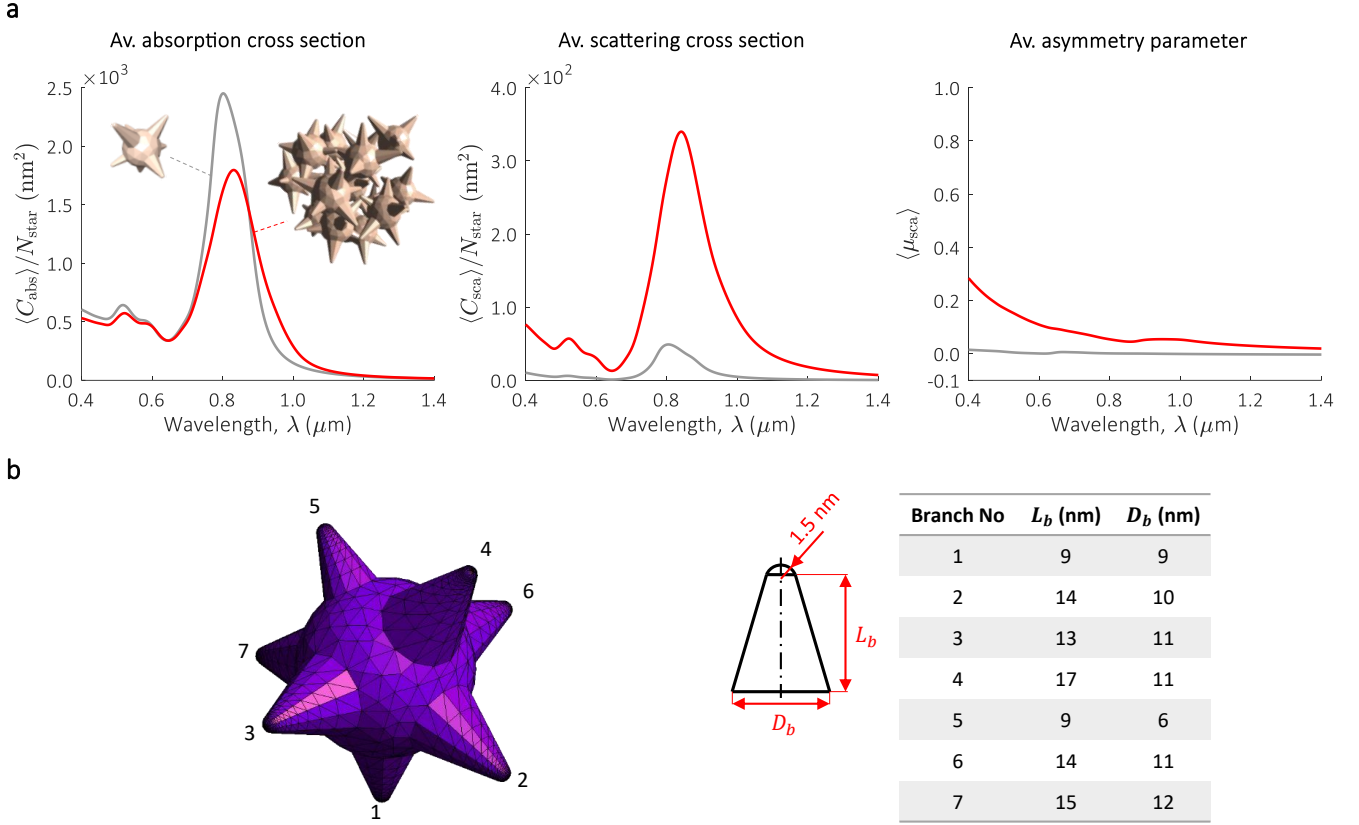 a
Av. absorption cross section
×10³
⟨C_abs⟩/N_star (nm²)
2.5
2.0
1.5
1.0
0.5
0.0
0.4 0.6 0.8 1.0 1.2 1.4
Wavelength, λ (μm)
Av. scattering cross section
×10²
⟨C_sca⟩/N_star (nm²)
4.0
3.0
2.0
1.0
0.0
0.4 0.6 0.8 1.0 1.2 1.4
Wavelength, λ (μm)
Av. asymmetry parameter
⟨μ_sca⟩
1.0
0.8
0.6
0.4
0.2
0.0
-0.1
0.4 0.6 0.8 1.0 1.2 1.4
Wavelength, λ (μm)
b
5
4
6
7
3
2
1
1.5 nm
L_b
D_b
Branch No L_b (nm) D_b (nm)
1 9 9
2 14 10
3 13 11
4 17 11
5 9 6
6 14 11
7 15 12